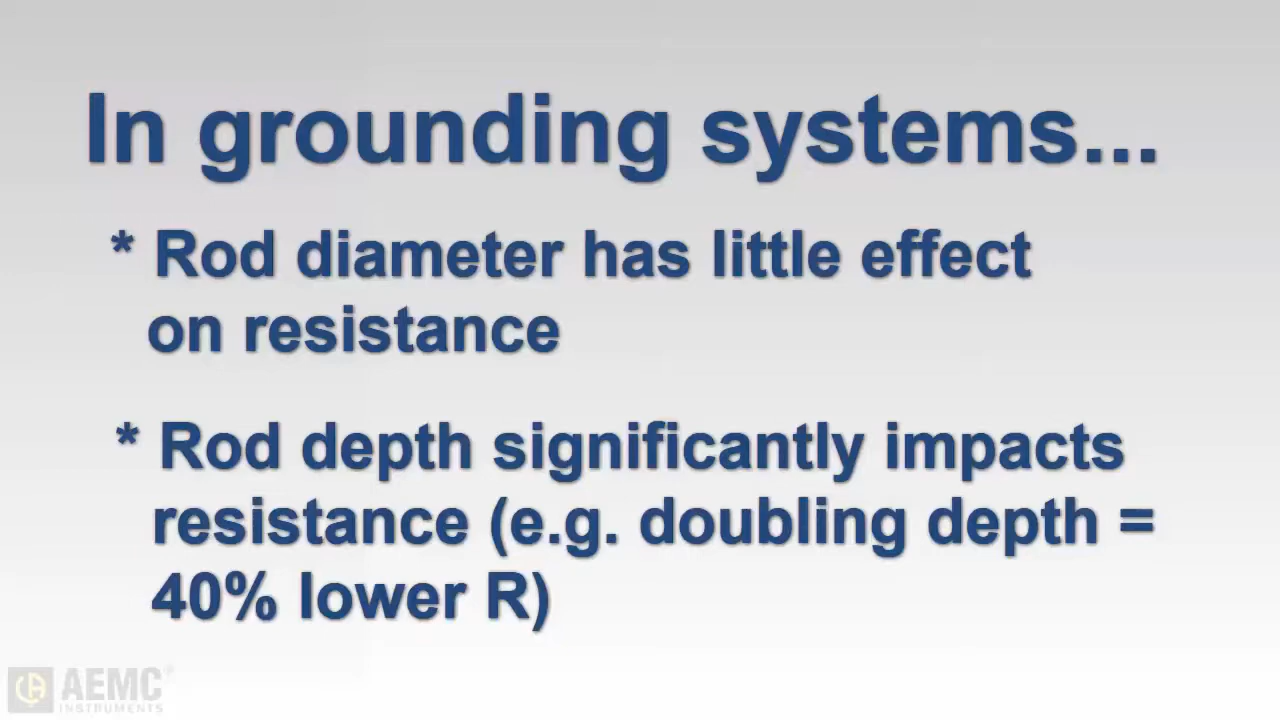 In grounding systems...
* Rod diameter has little effect
on resistance
* Rod depth significantly impacts
resistance (e.g. doubling depth =
40% lower R)
AEMC®
INSTRUMENTS